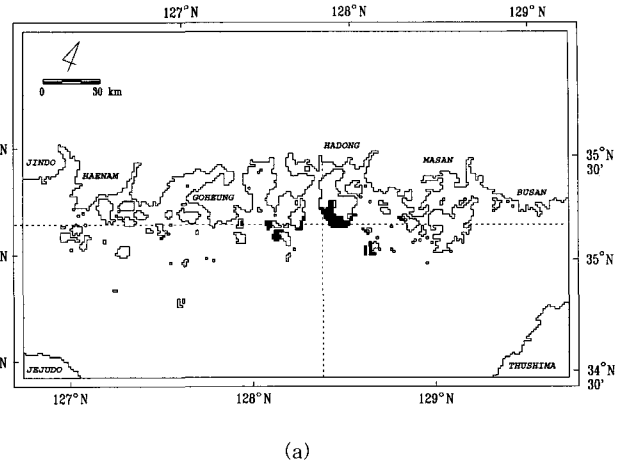 127°N 128°N 129°N
0 30 km
HADONG
JINDO
HAENAM
MASAN
35°N
30'
GOHEUNG
BUSAN
35°N
THUSHIMA
JEJUDO
34°N
30'
127°N 128°N 129°N
(a)